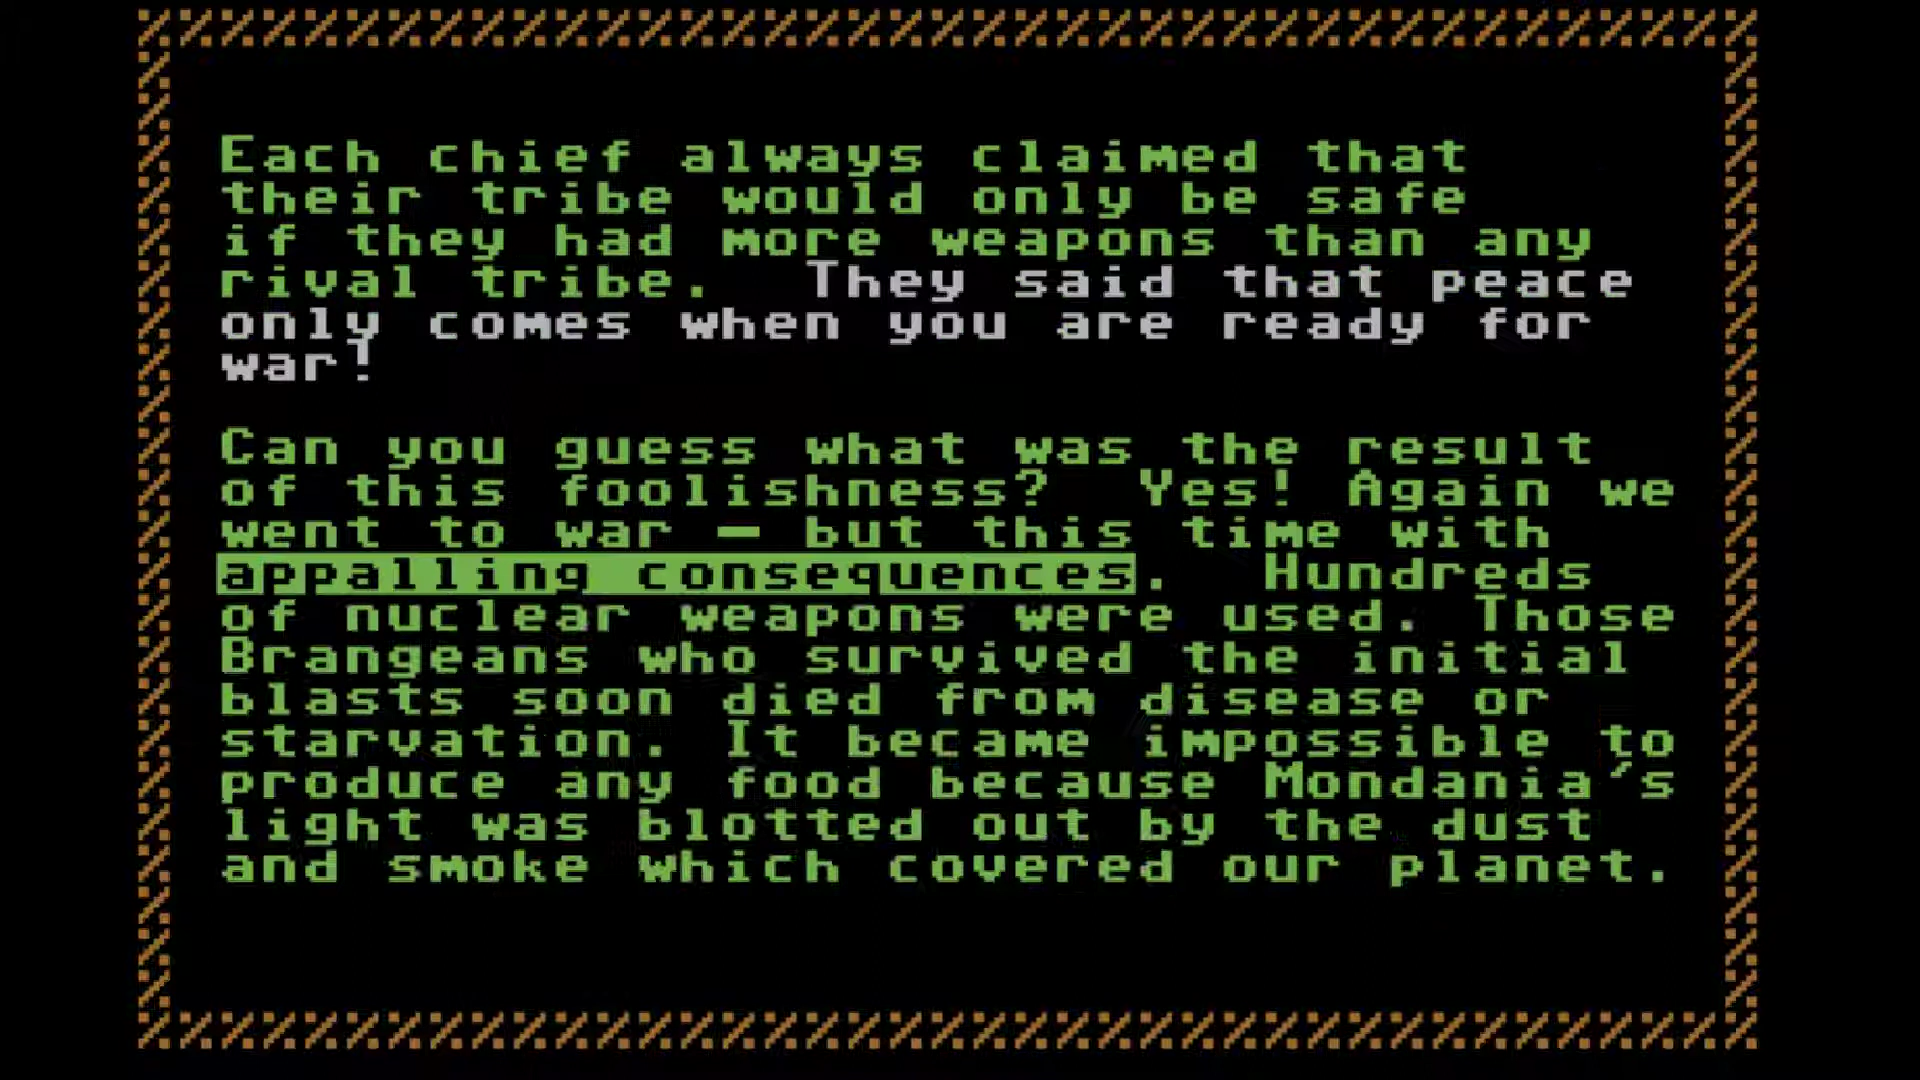 Each chief always claimed that
their tribe would only be safe
if they had more weapons than any
rival tribe.  They said that peace
only comes when you are ready for
war!
Can you guess what was the result
of this foolishness?  Yes! Again we
went to war — but this time with
appalling consequences.  Hundreds
of nuclear weapons were used. Those
Brangeans who survived the initial
blasts soon died from disease or
starvation. It became impossible to
produce any food because Mondania's
light was blotted out by the dust
and smoke which covered our planet.